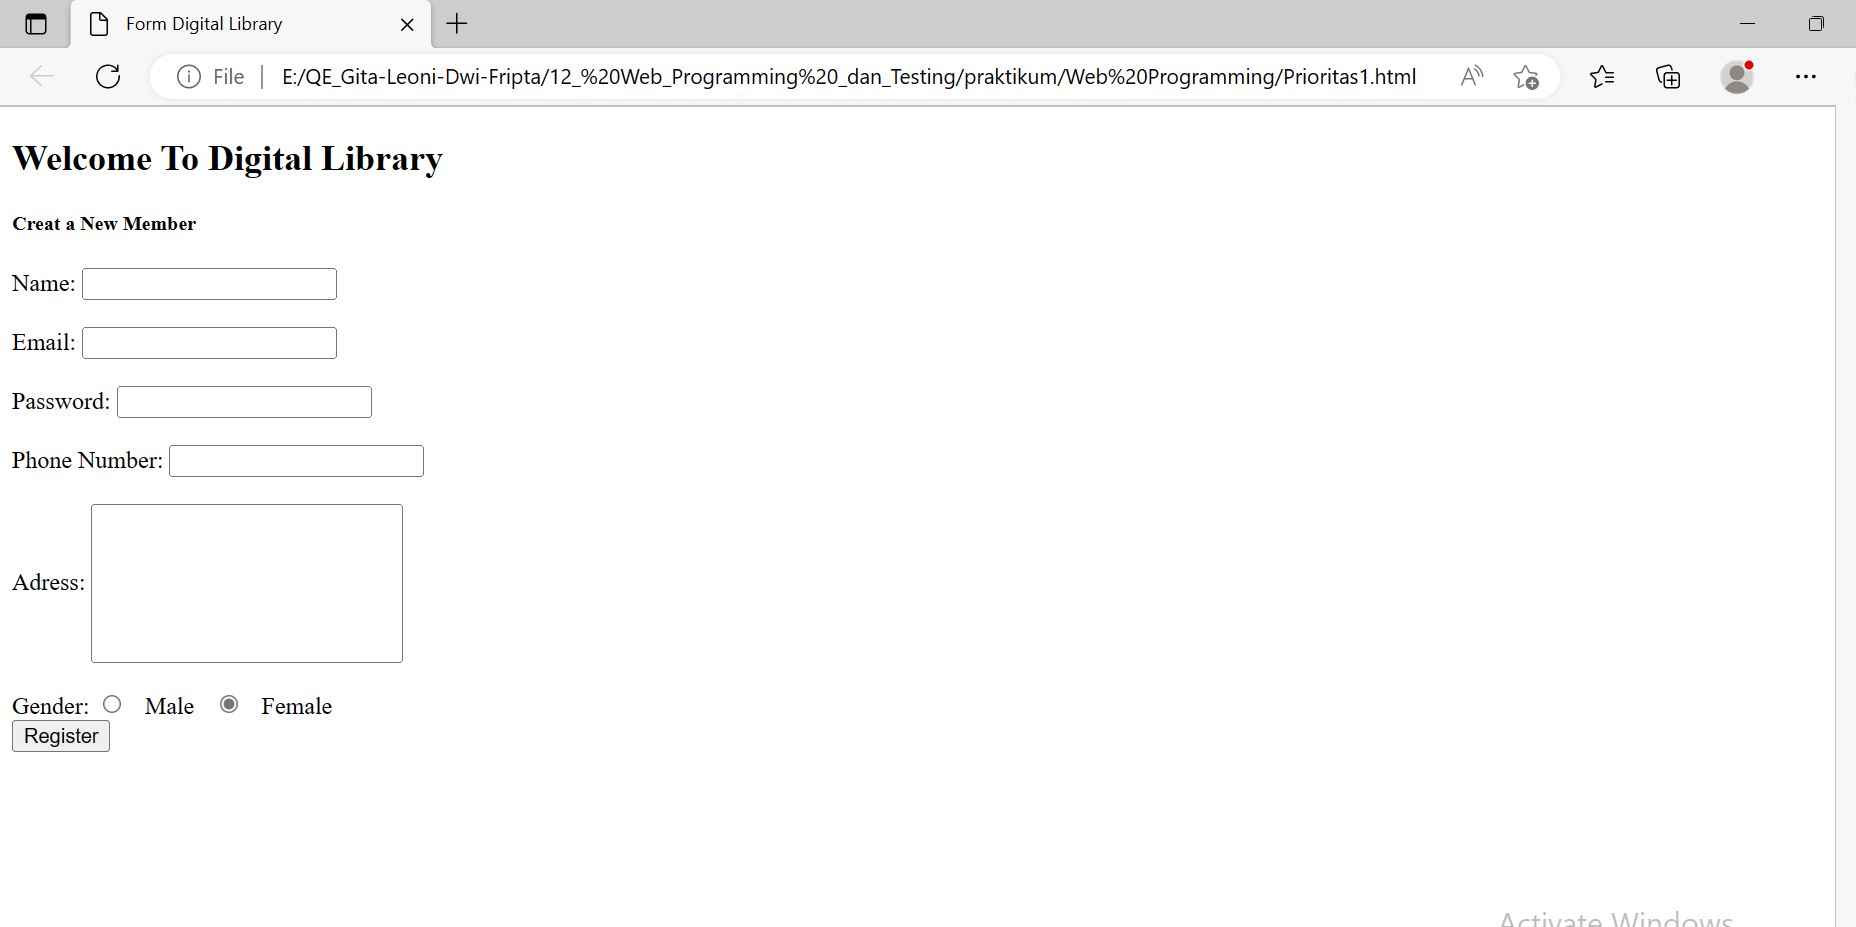 Form Digital Library
File
E:/QE_Gita-Leoni-Dwi-Fripta/12_%20Web_Programming%20_dan_Testing/praktikum/Web%20Programming/Prioritas1.html
Welcome To Digital Library
Creat a New Member
Name:
Email:
Password:
Phone Number:
Adress:
Gender: Male Female
Register
Activate Windows